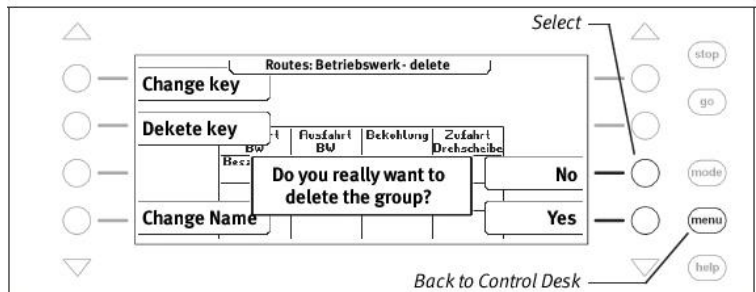 Select
Routes: Betriebswerk - delete
stop
Change key
go
Dekete key
Ausfahrt
BW
Bekohlung
Zufahrt
Drehscheibe
BW
Do you really want to
delete the group?
No
mode
Change Name
Yes
menu
Back to Control Desk
help